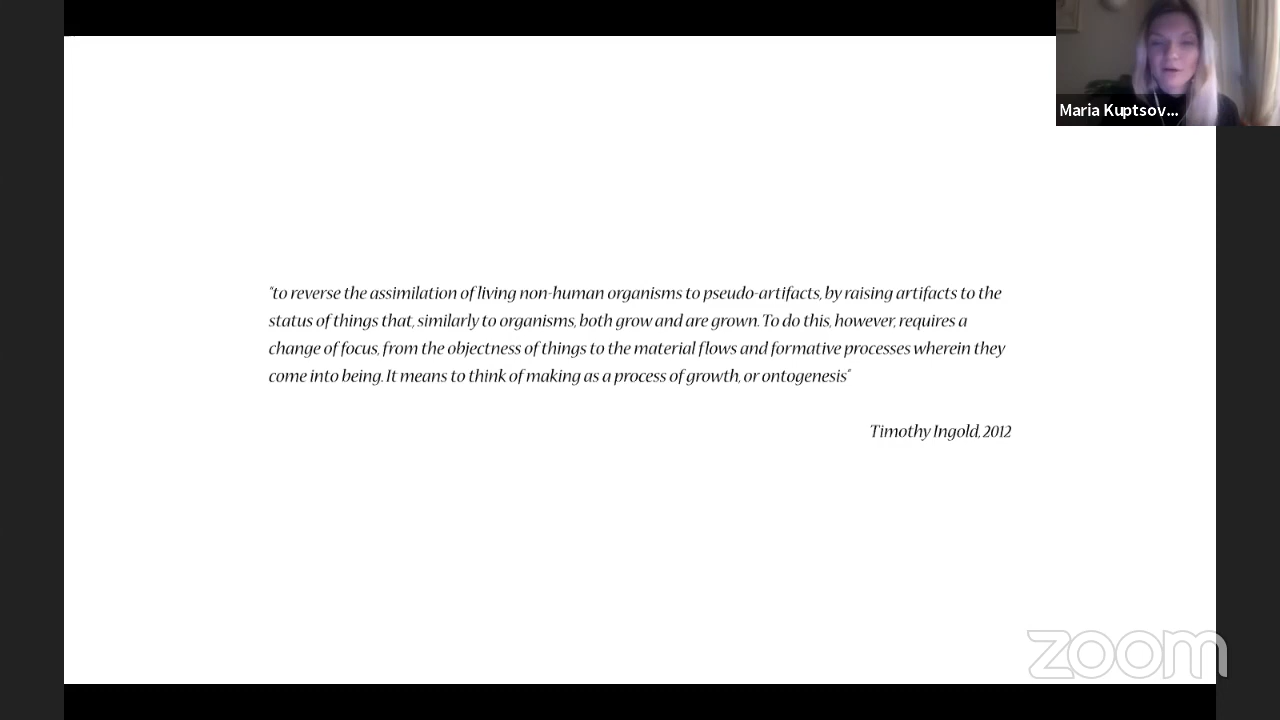 Maria Kuptsov...
"to reverse the assimilation of living non-human organisms to pseudo-artifacts, by raising artifacts to the
status of things that, similarly to organisms, both grow and are grown. To do this, however, requires a
change of focus, from the objectness of things to the material flows and formative processes wherein they
come into being. It means to think of making as a process of growth, or ontogenesis"
Timothy Ingold, 2012
zoom